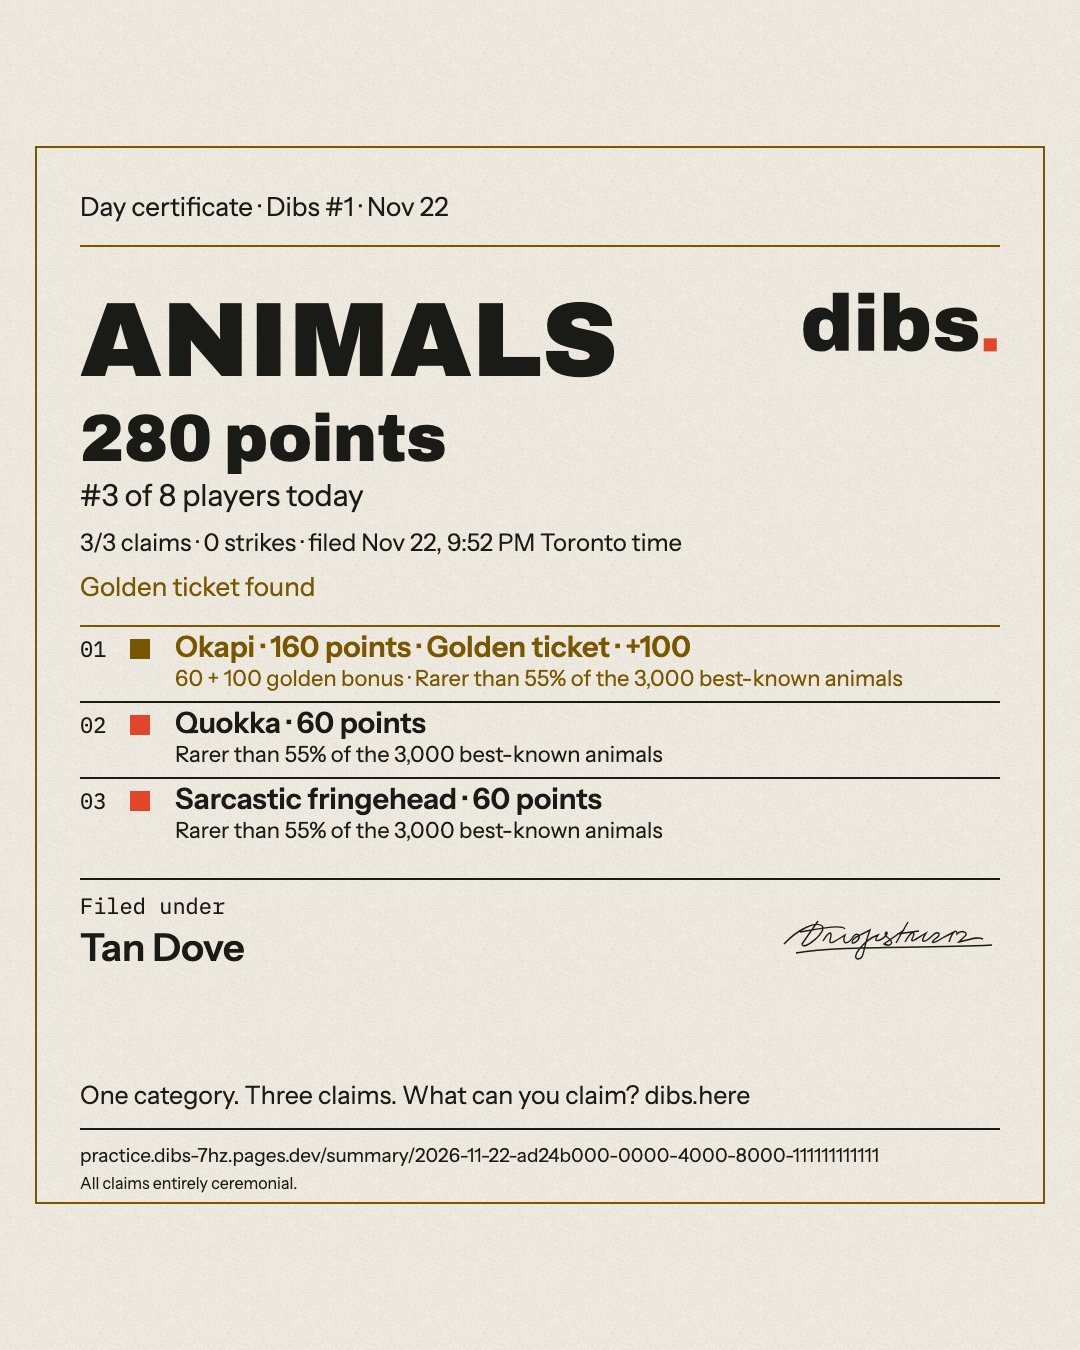 Day certificate · Dibs #1 · Nov 22
ANIMALS
dibs.
280 points
#3 of 8 players today
3/3 claims · 0 strikes · filed Nov 22, 9:52 PM Toronto time
Golden ticket found
01 Okapi · 160 points · Golden ticket · +100
60 + 100 golden bonus · Rarer than 55% of the 3,000 best-known animals
02 Quokka · 60 points
Rarer than 55% of the 3,000 best-known animals
03 Sarcastic fringehead · 60 points
Rarer than 55% of the 3,000 best-known animals
Filed under
Tan Dove
One category. Three claims. What can you claim? dibs.here
practice.dibs-7hz.pages.dev/summary/2026-11-22-ad24b000-0000-4000-8000-111111111111
All claims entirely ceremonial.